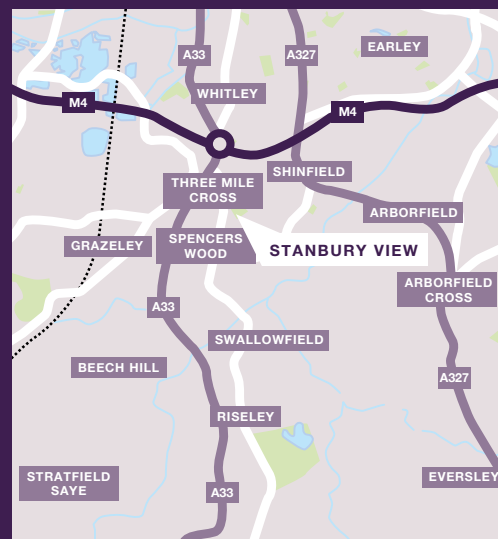 EARLEY
A33
A327
WHITLEY
M4
M4
SHINFIELD
THREE MILE
CROSS
ARBORFIELD
GRAZELEY
SPENCERS
WOOD
STANBURY VIEW
ARBORFIELD
CROSS
A33
SWALLOWFIELD
BEECH HILL
A327
RISELEY
STRATFIELD
SAYE
EVERSLEY
A33